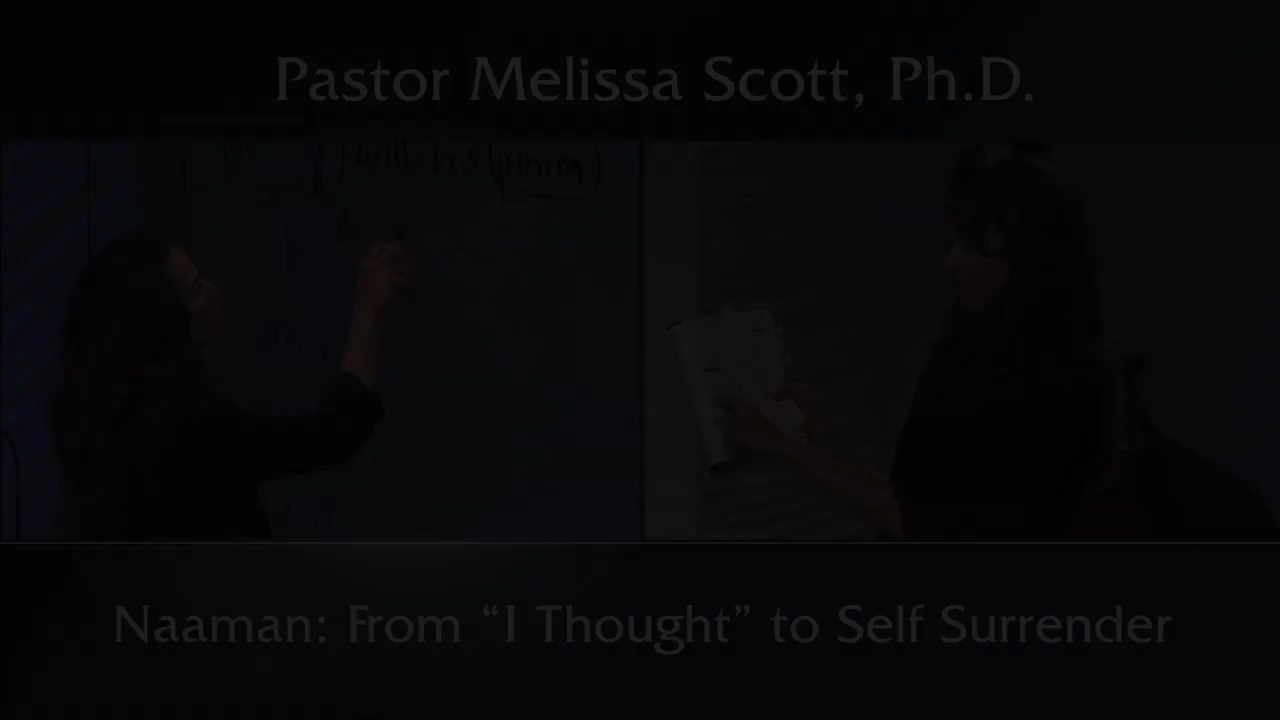 Pastor Melissa Scott, Ph.D.
Naaman: From “I Thought” to Self Surrender